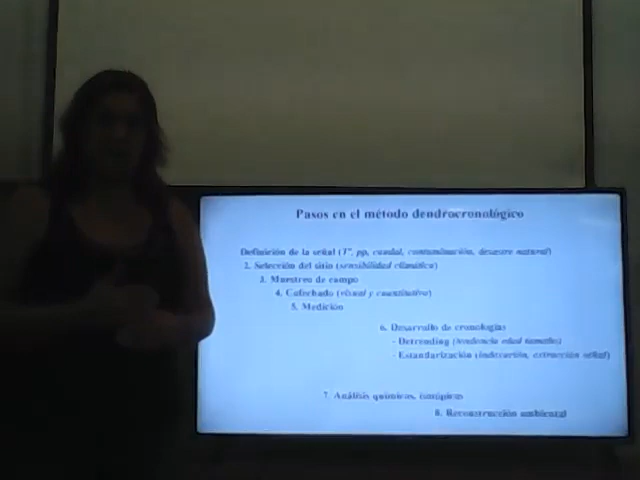 Pasos en el método dendrocronológico
Definición de la señal (Tª, pp, caudal, contaminación, desastre natural)
2. Selección del sitio (sensibilidad climática)
3. Muestreo de campo
4. Cofechado (visual y cuantitativo)
5. Medición
6. Desarrollo de cronologías
- Detrending (tendencia edad tamaño)
- Estandarización (indexación, extracción señal)
7. Análisis químicos, isotópicos
8. Reconstrucción ambiental